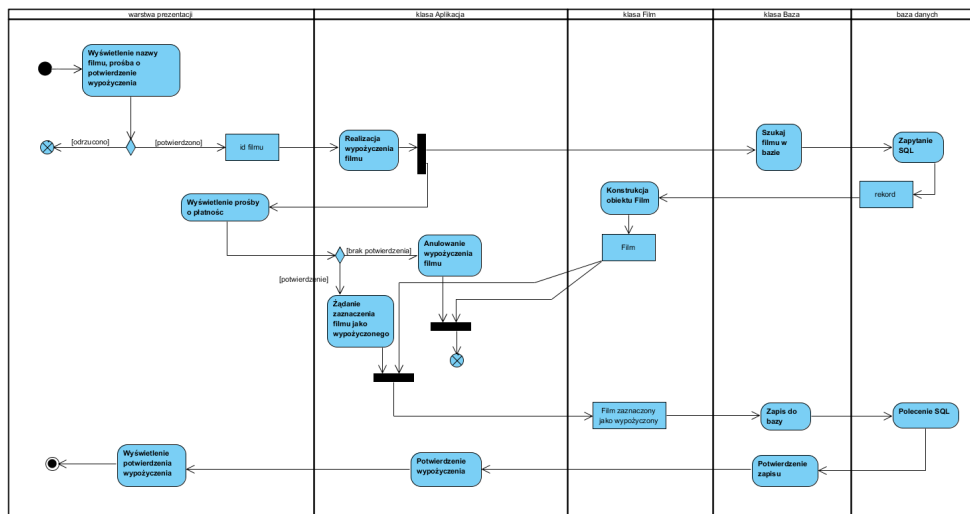 warstwa prezentacji
klasa Aplikacja
klasa Film
klasa Baza
baza danych
Wyświetlenie nazwy
filmu, prośba o
potwierdzenie
wypożyczenia
[odrzucono]
[potwierdzono]
id filmu
Realizacja
wypożyczenia
filmu
Szukaj
filmu w
bazie
Zapytanie
SQL
rekord
Konstrukcja
obiektu Film
Wyświetlenie prośby
o płatnośc
Film
[brak potwierdzenia]
Anulowanie
wypożyczenia
filmu
[potwierdzenie]
Żądanie
zaznaczenia
filmu jako
wypożyczonego
Film zaznaczony
jako wypożyczony
Zapis do
bazy
Polecenie SQL
Wyświetlenie
potwierdzenia
wypożyczenia
Potwierdzenie
wypożyczenia
Potwierdzenie
zapisu